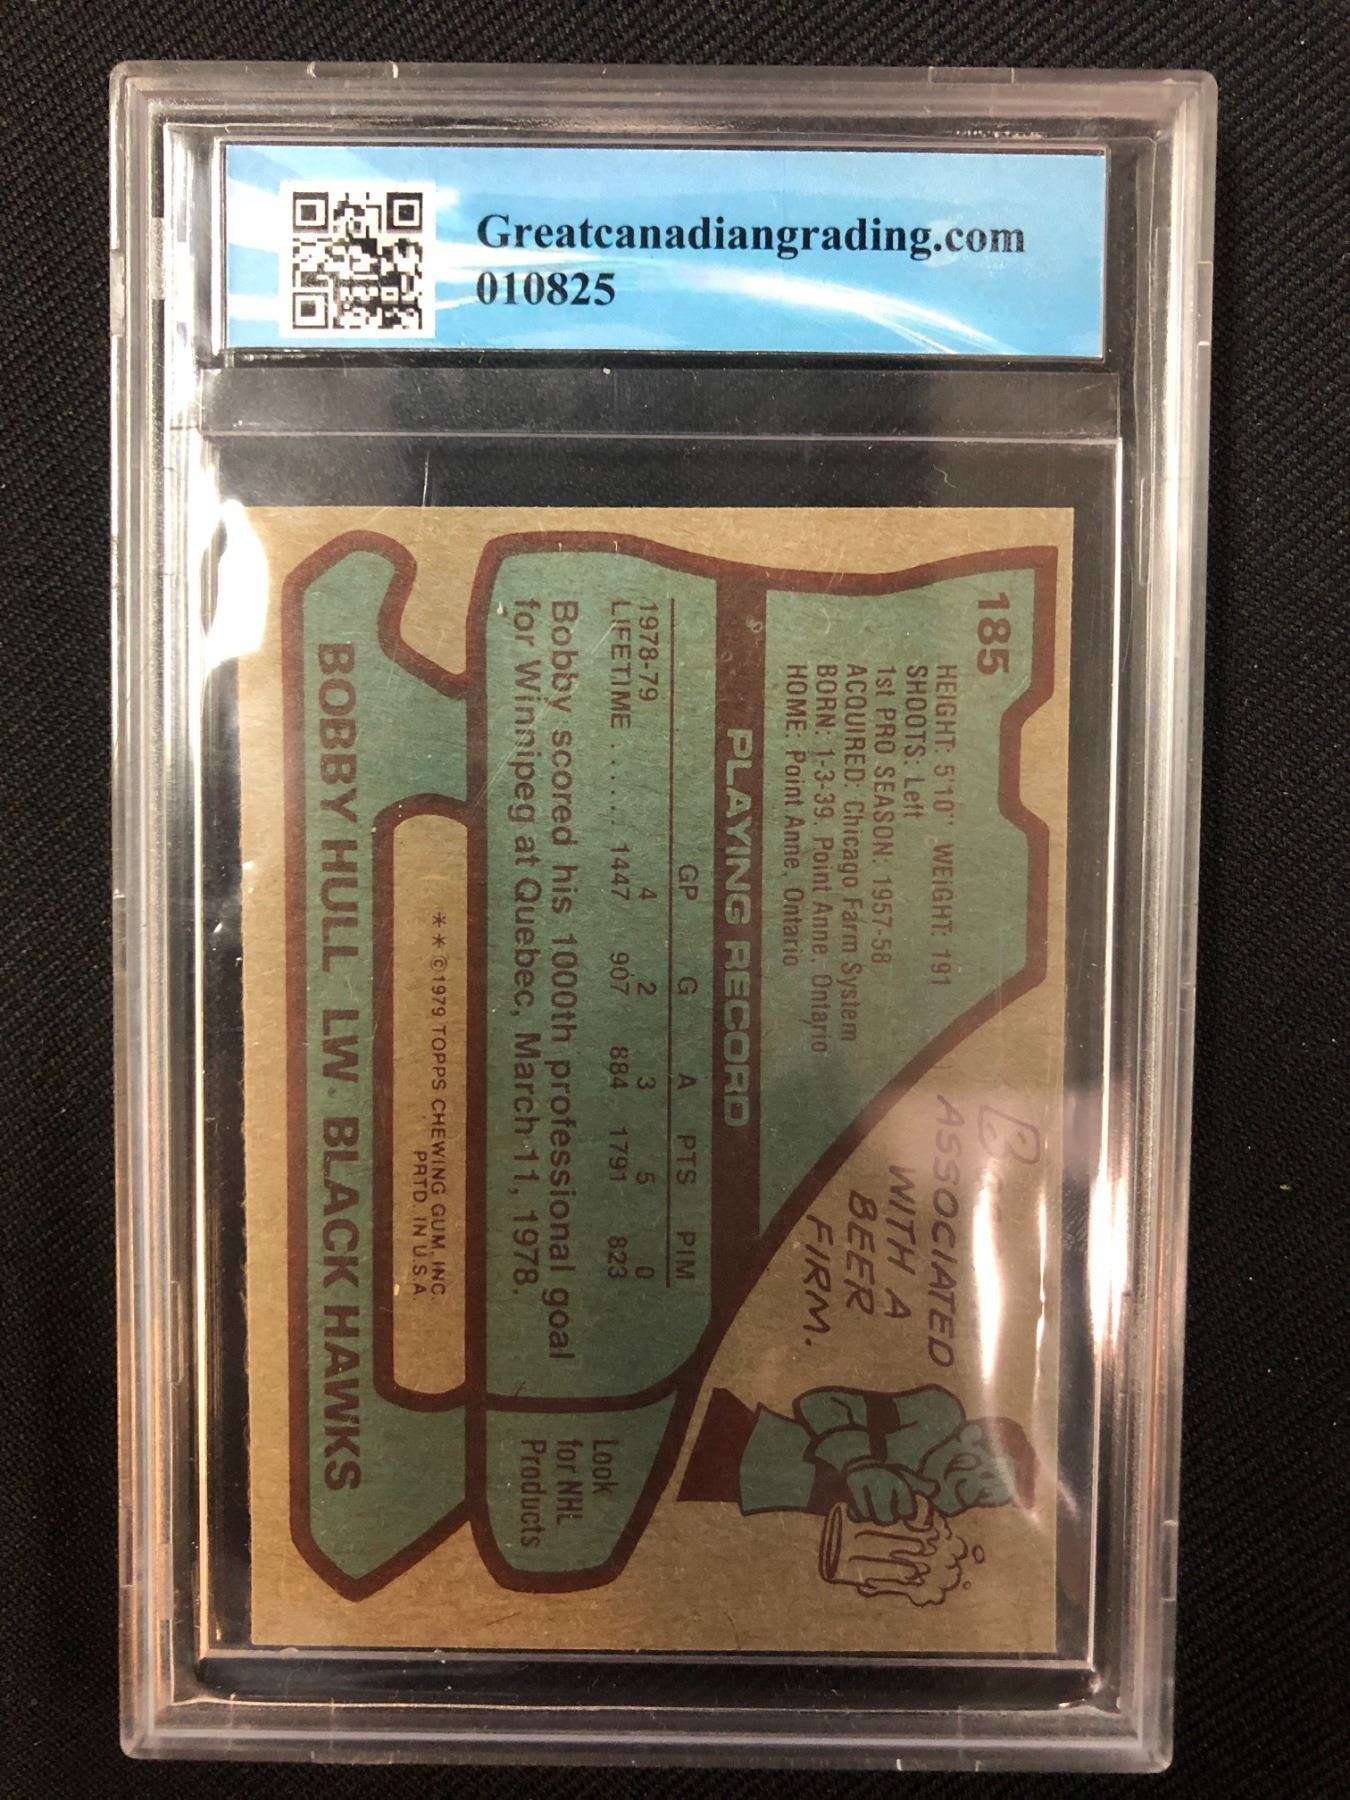 Greatcanadiangrading.com
010825
185
HEIGHT: 5'10" WEIGHT: 191
SHOOTS: Left
1st PRO SEASON: 1957-58
ACQUIRED: Chicago Farm System
BORN: 1-3-39, Point Anne, Ontario
HOME: Point Anne, Ontario
ASSOCIATED
WITH A
BEER
FIRM.
PLAYING RECORD
GP G A PTS PIM
1978-79 4 2 3 5 0
LIFETIME ..... 1447 907 884 1791 823
Bobby scored his 1000th professional goal
for Winnipeg at Quebec, March 11, 1978.
Look
for NHL
Products
**©1979 TOPPS CHEWING GUM, INC.
PRTD. IN U.S.A.
BOBBY HULL LW BLACK HAWKS